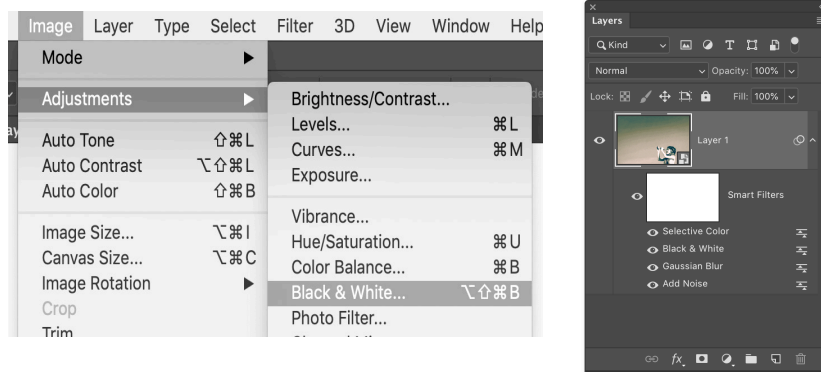 Image Layer Type Select Filter 3D View Window Help
Mode
Adjustments
Auto Tone ⇧⌘L
Auto Contrast ⌥⇧⌘L
Auto Color ⇧⌘B
Image Size... ⌥⌘I
Canvas Size... ⌥⌘C
Image Rotation
Crop
Trim
Brightness/Contrast...
Levels... ⌘L
Curves... ⌘M
Exposure...
Vibrance...
Hue/Saturation... ⌘U
Color Balance... ⌘B
Black & White... ⌥⇧⌘B
Photo Filter...
Layers
Kind
Normal Opacity: 100%
Lock: Fill: 100%
Layer 1
Smart Filters
Selective Color
Black & White
Gaussian Blur
Add Noise
fx